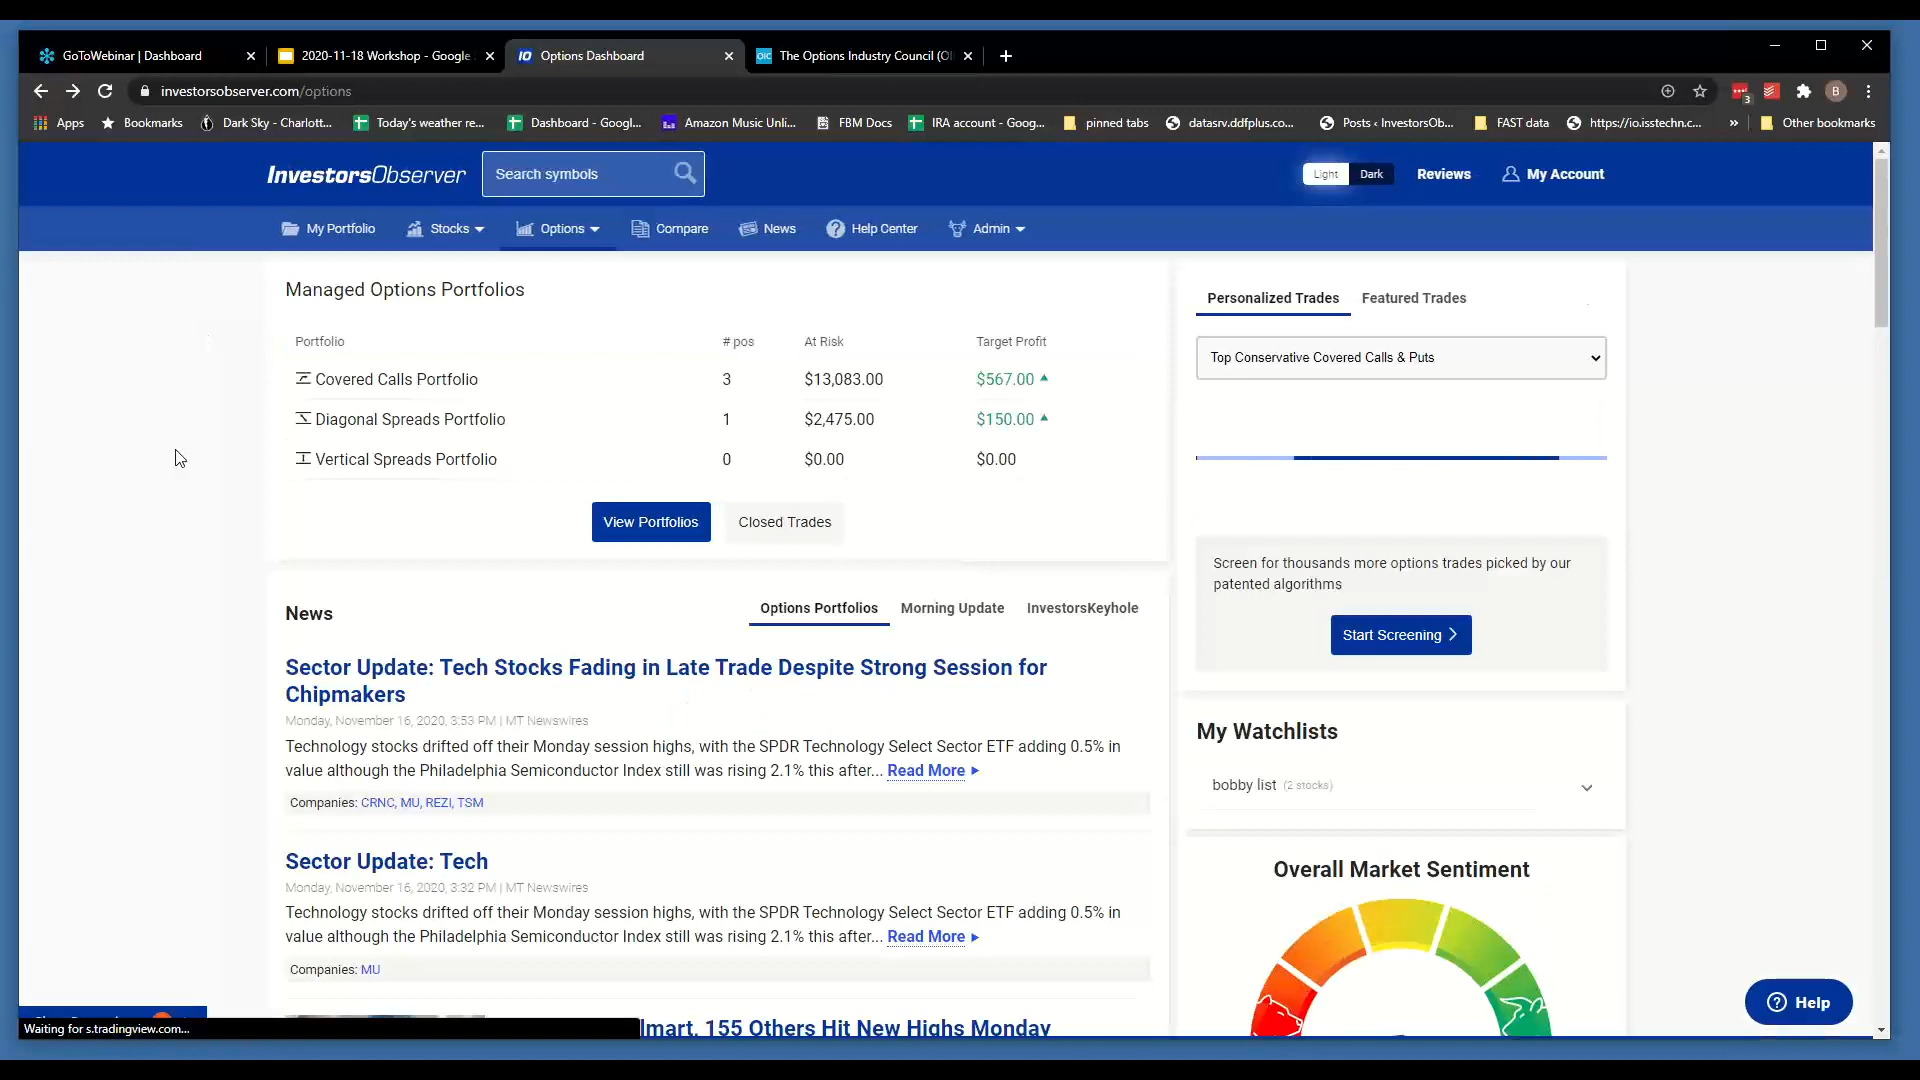 GoToWebinar | Dashboard
2020-11-18 Workshop - Google
IO Options Dashboard
OIC The Options Industry Council (OI
investorsobserver.com/options
3
B
Apps
Bookmarks
Dark Sky - Charlott...
Today's weather re...
Dashboard - Googl...
Amazon Music Unli...
FBM Docs
IRA account - Goog...
pinned tabs
datasrv.ddfplus.co...
Posts ‹ InvestorsOb...
FAST data
https://io.isstechn.c...
»
Other bookmarks
InvestorsObserver
Search symbols
Light
Dark
Reviews
My Account
My Portfolio
Stocks
Options
Compare
News
Help Center
Admin
Managed Options Portfolios
Portfolio # pos At Risk Target Profit
Covered Calls Portfolio 3 $13,083.00 $567.00
Diagonal Spreads Portfolio 1 $2,475.00 $150.00
Vertical Spreads Portfolio 0 $0.00 $0.00
View Portfolios
Closed Trades
Personalized Trades
Featured Trades
Top Conservative Covered Calls & Puts
Screen for thousands more options trades picked by our
patented algorithms
Start Screening
News
Options Portfolios
Morning Update
InvestorsKeyhole
Sector Update: Tech Stocks Fading in Late Trade Despite Strong Session for
Chipmakers
Monday, November 16, 2020, 3:53 PM | MT Newswires
Technology stocks drifted off their Monday session highs, with the SPDR Technology Select Sector ETF adding 0.5% in
value although the Philadelphia Semiconductor Index still was rising 2.1% this after... Read More
Companies: CRNC, MU, REZI, TSM
Sector Update: Tech
Monday, November 16, 2020, 3:32 PM | MT Newswires
Technology stocks drifted off their Monday session highs, with the SPDR Technology Select Sector ETF adding 0.5% in
value although the Philadelphia Semiconductor Index still was rising 2.1% this after... Read More
Companies: MU
lmart, 155 Others Hit New Highs Monday
My Watchlists
bobby list (2 stocks)
Overall Market Sentiment
Help
Waiting for s.tradingview.com...